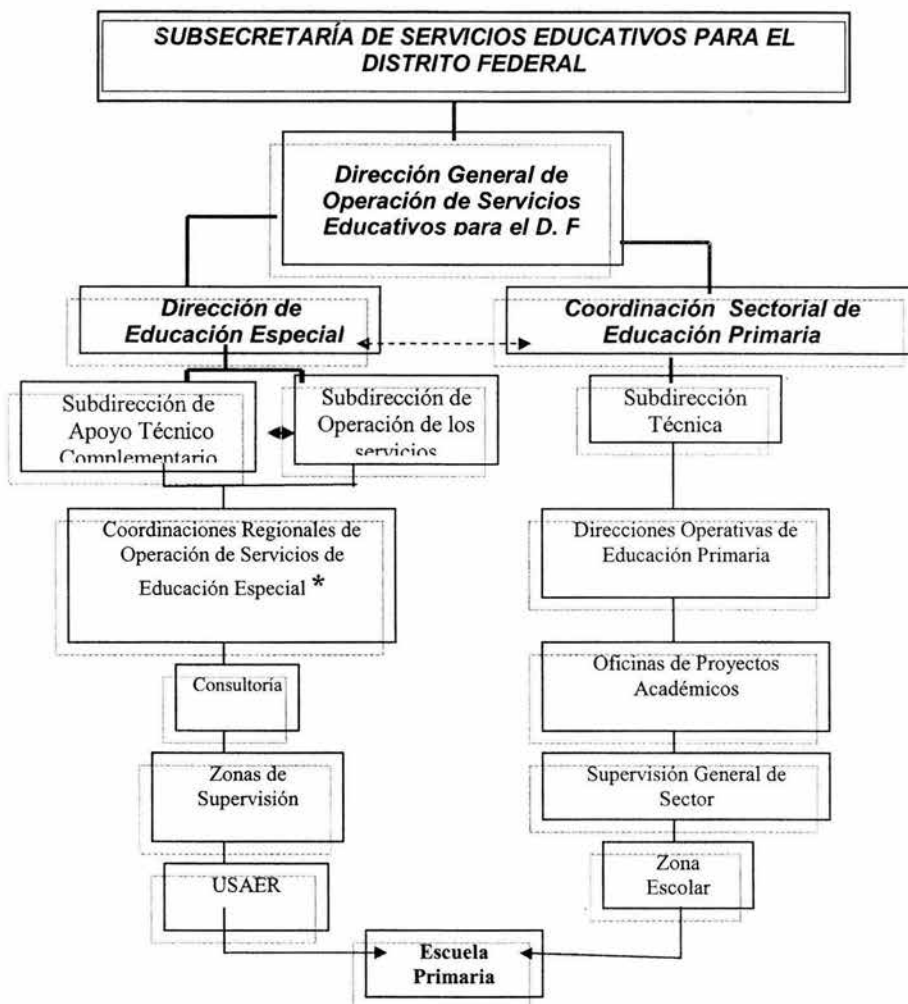 SUBSECRETARÍA DE SERVICIOS EDUCATIVOS PARA EL
DISTRITO FEDERAL
Dirección General de
Operación de Servicios
Educativos para el D. F
Dirección de
Educación Especial
Coordinación Sectorial de
Educación Primaria
Subdirección de
Apoyo Técnico
Complementario
Subdirección de
Operación de los
servicios
Subdirección
Técnica
Coordinaciones Regionales de
Operación de Servicios de
Educación Especial *
Direcciones Operativas de
Educación Primaria
Consultoría
Oficinas de Proyectos
Académicos
Zonas de
Supervisión
Supervisión General de
Sector
USAER
Zona
Escolar
Escuela
Primaria